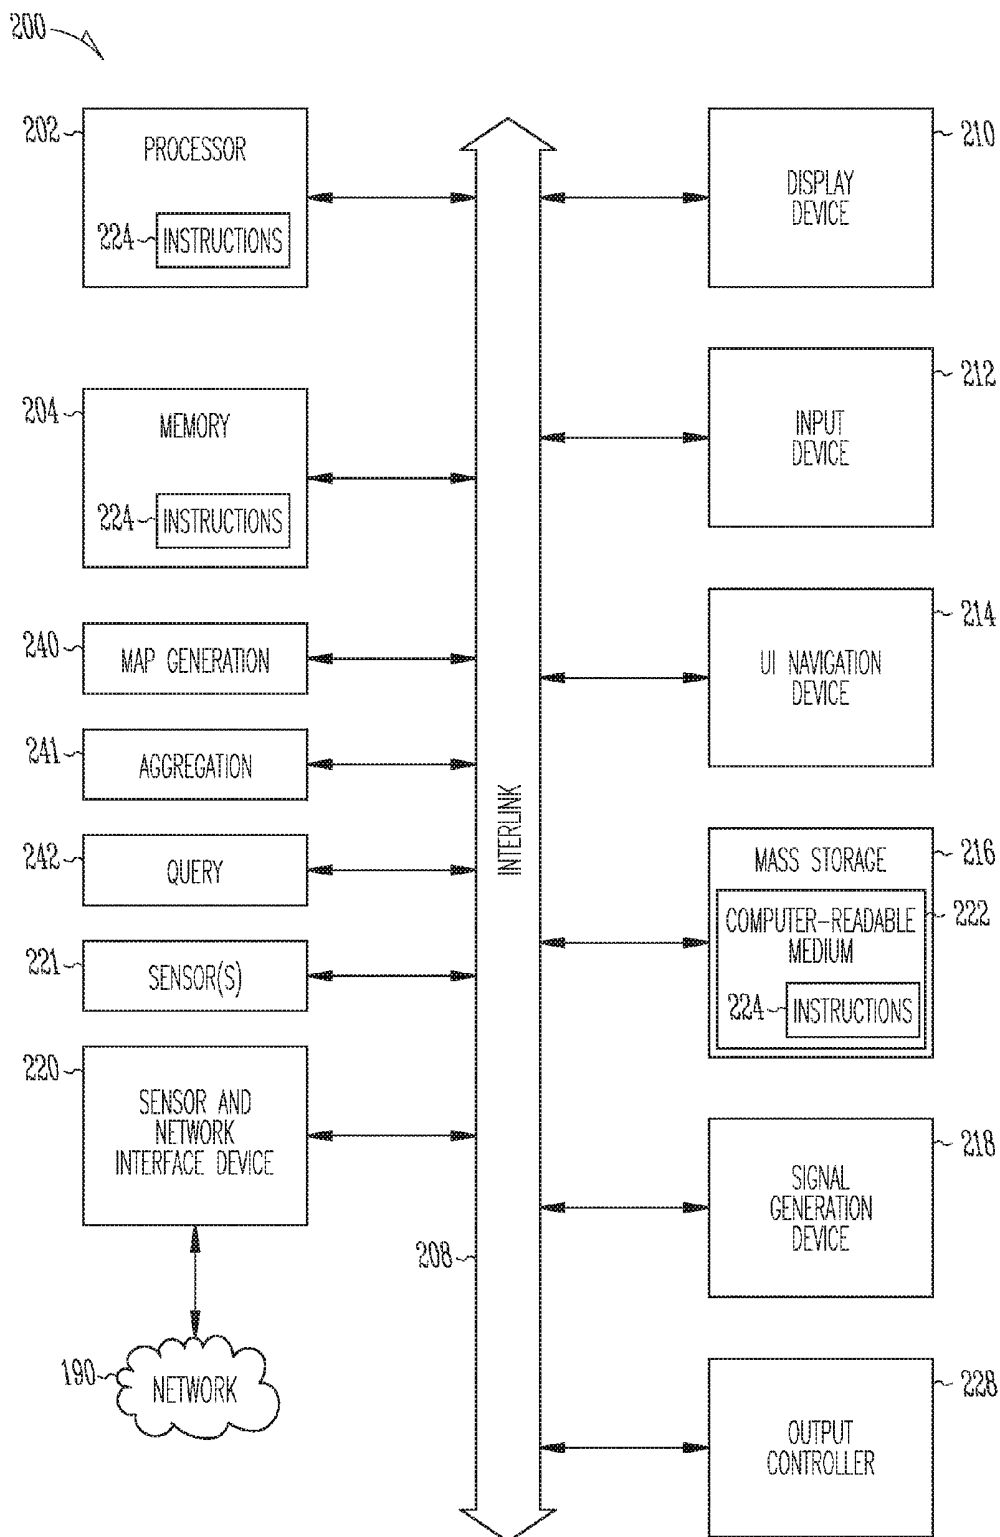 200
202
PROCESSOR
224
INSTRUCTIONS
204
MEMORY
224
INSTRUCTIONS
240
MAP GENERATION
241
AGGREGATION
242
QUERY
221
SENSOR(S)
220
SENSOR AND
NETWORK
INTERFACE DEVICE
190
NETWORK
INTERLINK
208
210
DISPLAY
DEVICE
212
INPUT
DEVICE
214
UI NAVIGATION
DEVICE
216
MASS STORAGE
222
COMPUTER-READABLE
MEDIUM
224
INSTRUCTIONS
218
SIGNAL
GENERATION
DEVICE
228
OUTPUT
CONTROLLER